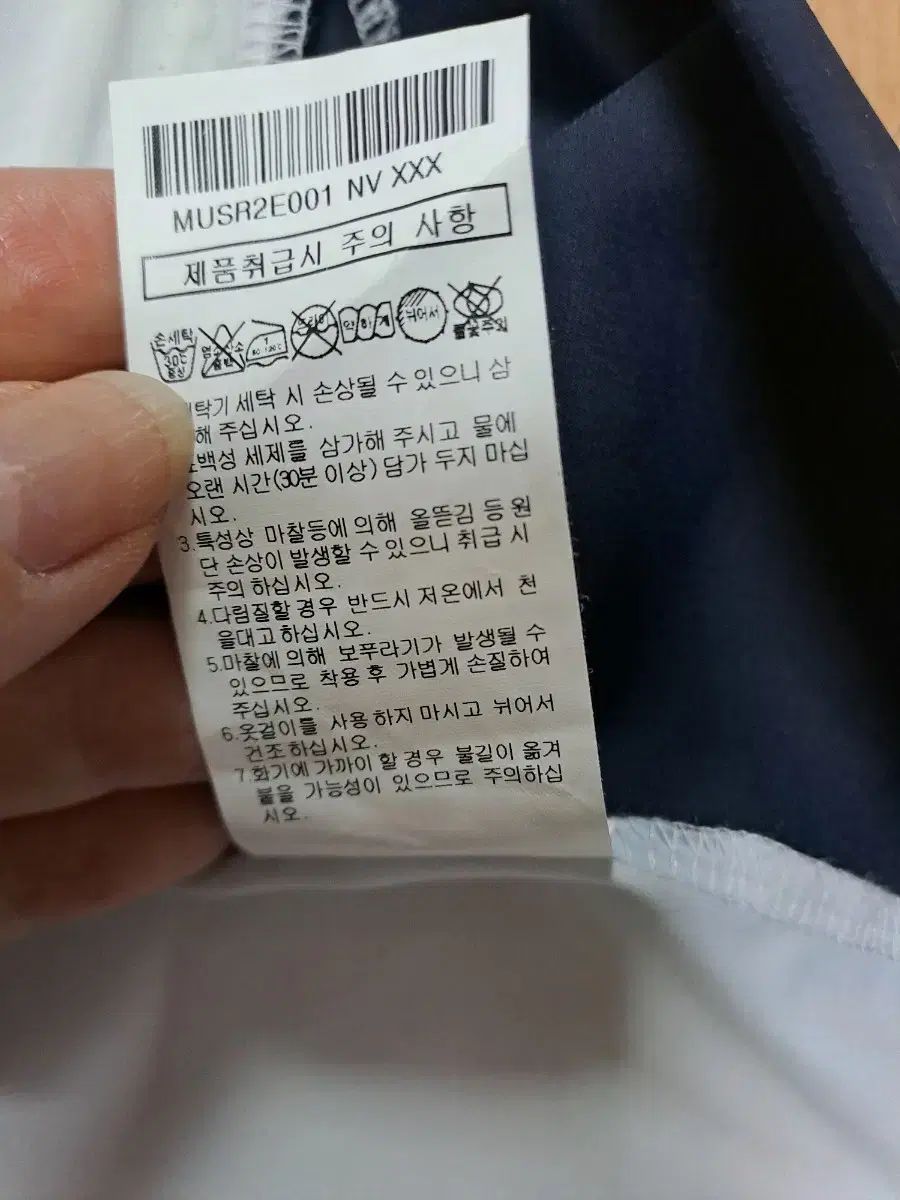 MUSR2E001 NV XXX
제품취급시 주의 사항
손세탁 30℃ 중성 80-120℃ 드라이 약하게 뉘어서 불꽃주의
탁기 세탁 시 손상될 수 있으니 삼
해 주십시오.
백성 세제를 삼가해 주시고 물에
오랜 시간(30분 이상) 담가 두지 마십
시오.
3.특성상 마찰등에 의해 올뜯김 등 원
단 손상이 발생할 수 있으니 취급 시
주의 하십시오.
4.다림질할 경우 반드시 저온에서 천
을대고 하십시오.
5.마찰에 의해 보푸라기가 발생될 수
있으므로 착용 후 가볍게 손질하여
주십시오.
6.옷걸이를 사용 하지 마시고 뉘어서
건조 하십시오.
7.화기에 가까이 할 경우 불길이 옮겨
붙을 가능성이 있으므로 주의하십
시오.